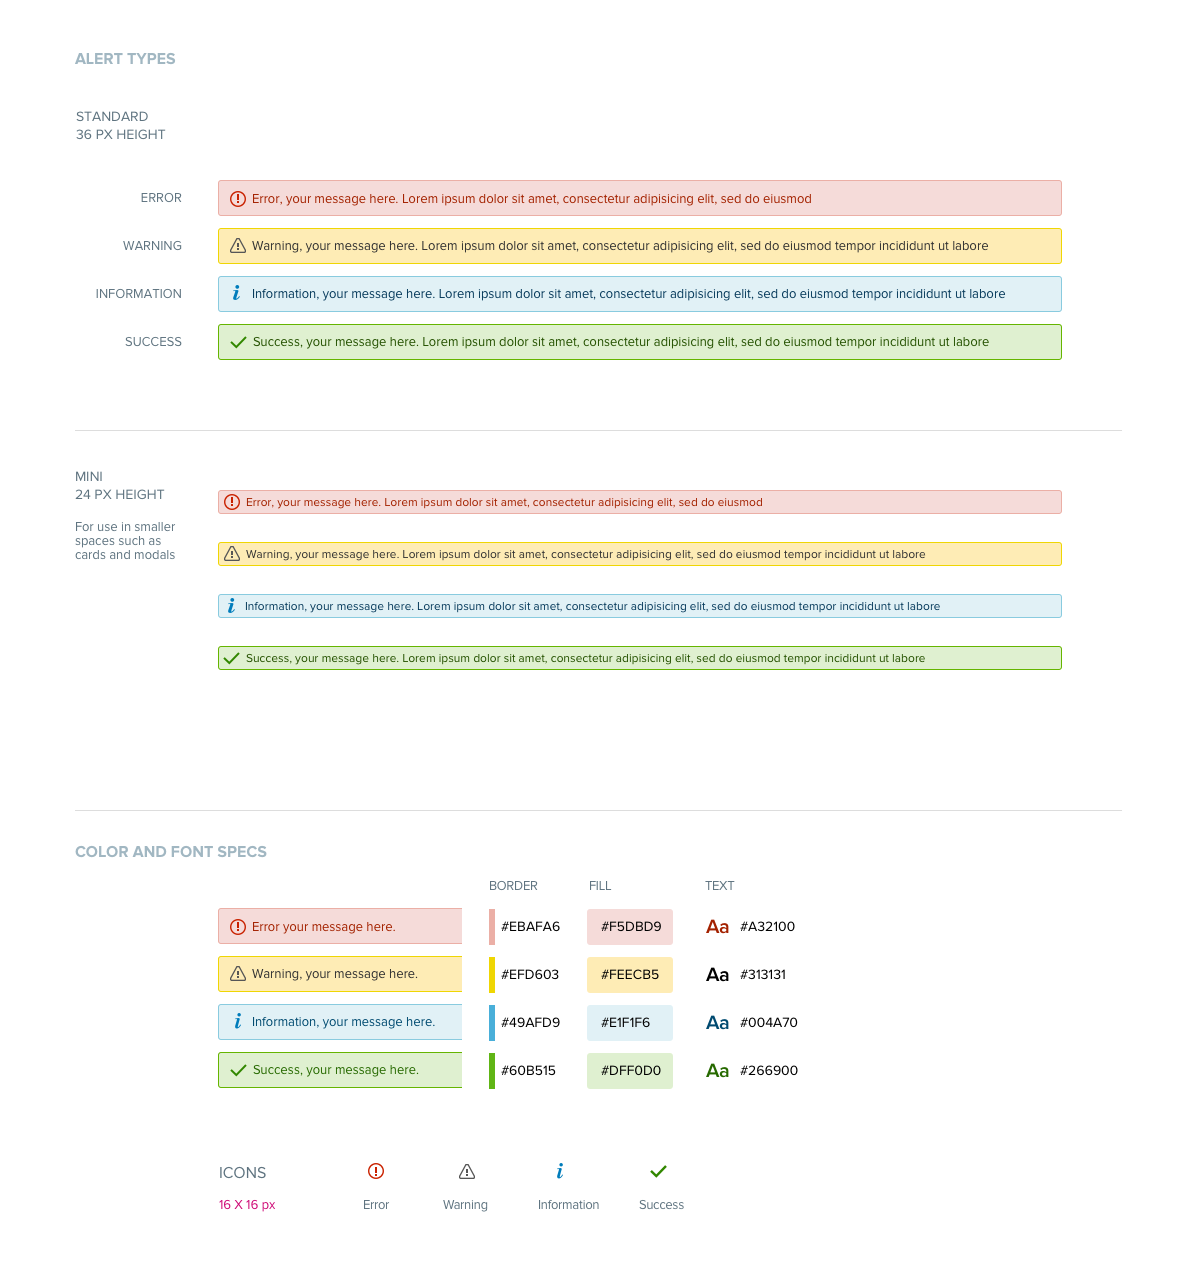 ALERT TYPES
STANDARD
36 PX HEIGHT
ERROR
Error, your message here. Lorem ipsum dolor sit amet, consectetur adipisicing elit, sed do eiusmod
WARNING
Warning, your message here. Lorem ipsum dolor sit amet, consectetur adipisicing elit, sed do eiusmod tempor incididunt ut labore
INFORMATION
Information, your message here. Lorem ipsum dolor sit amet, consectetur adipisicing elit, sed do eiusmod tempor incididunt ut labore
SUCCESS
Success, your message here. Lorem ipsum dolor sit amet, consectetur adipisicing elit, sed do eiusmod tempor incididunt ut labore
MINI
24 PX HEIGHT
For use in smaller
spaces such as
cards and modals
Error, your message here. Lorem ipsum dolor sit amet, consectetur adipisicing elit, sed do eiusmod
Warning, your message here. Lorem ipsum dolor sit amet, consectetur adipisicing elit, sed do eiusmod tempor incididunt ut labore
Information, your message here. Lorem ipsum dolor sit amet, consectetur adipisicing elit, sed do eiusmod tempor incididunt ut labore
Success, your message here. Lorem ipsum dolor sit amet, consectetur adipisicing elit, sed do eiusmod tempor incididunt ut labore
COLOR AND FONT SPECS
BORDER FILL TEXT
Error your message here. #EBAFA6 #F5DBD9 Aa #A32100
Warning, your message here. #EFD603 #FEECB5 Aa #313131
Information, your message here. #49AFD9 #E1F1F6 Aa #004A70
Success, your message here. #60B515 #DFF0D0 Aa #266900
ICONS
16 X 16 px Error Warning Information Success